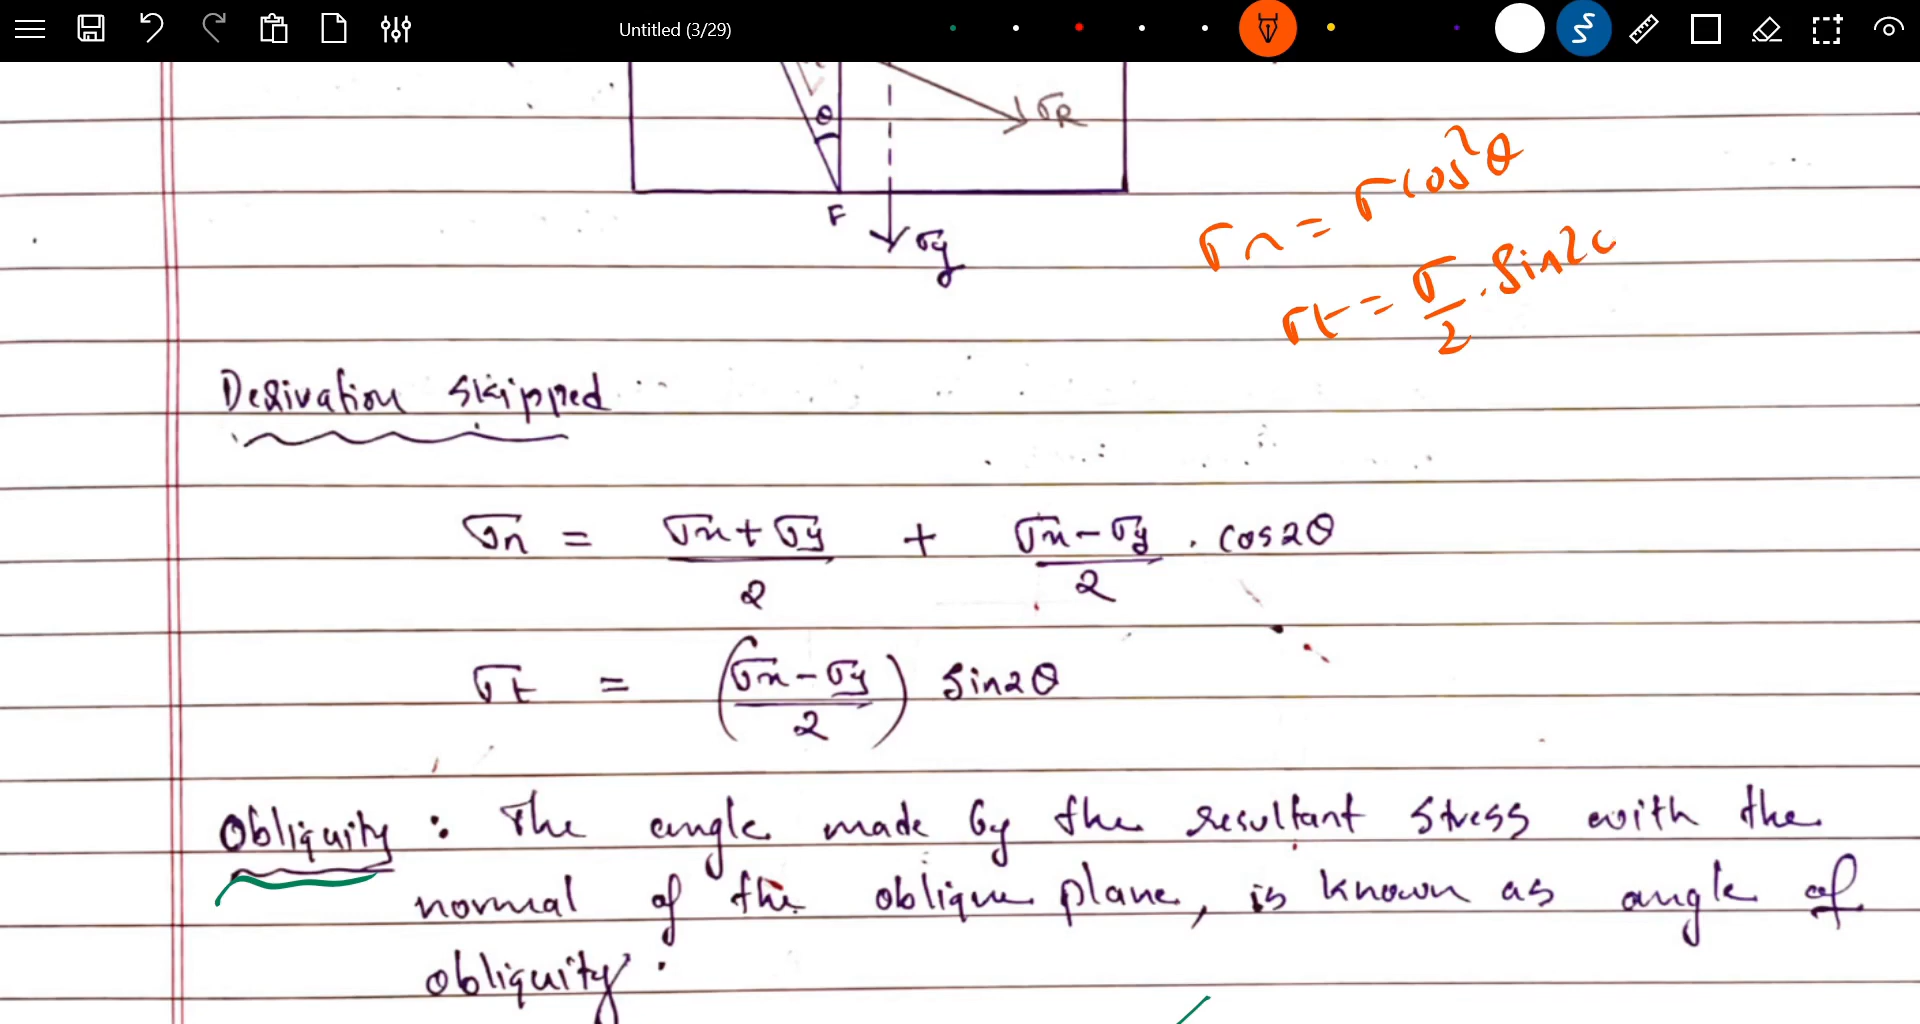 Untitled (3/29)
θ
σR
F
σy
σn = σ cos²θ
σt = σ/2 . sin2
Derivation skipped
σn = σx+σy/2 + σx-σy/2 . cos2θ
σt = (σx-σy/2) sin2θ
Obliquity : The angle made by the resultant stress with the
normal of the oblique plane, is known as angle of
obliquity.